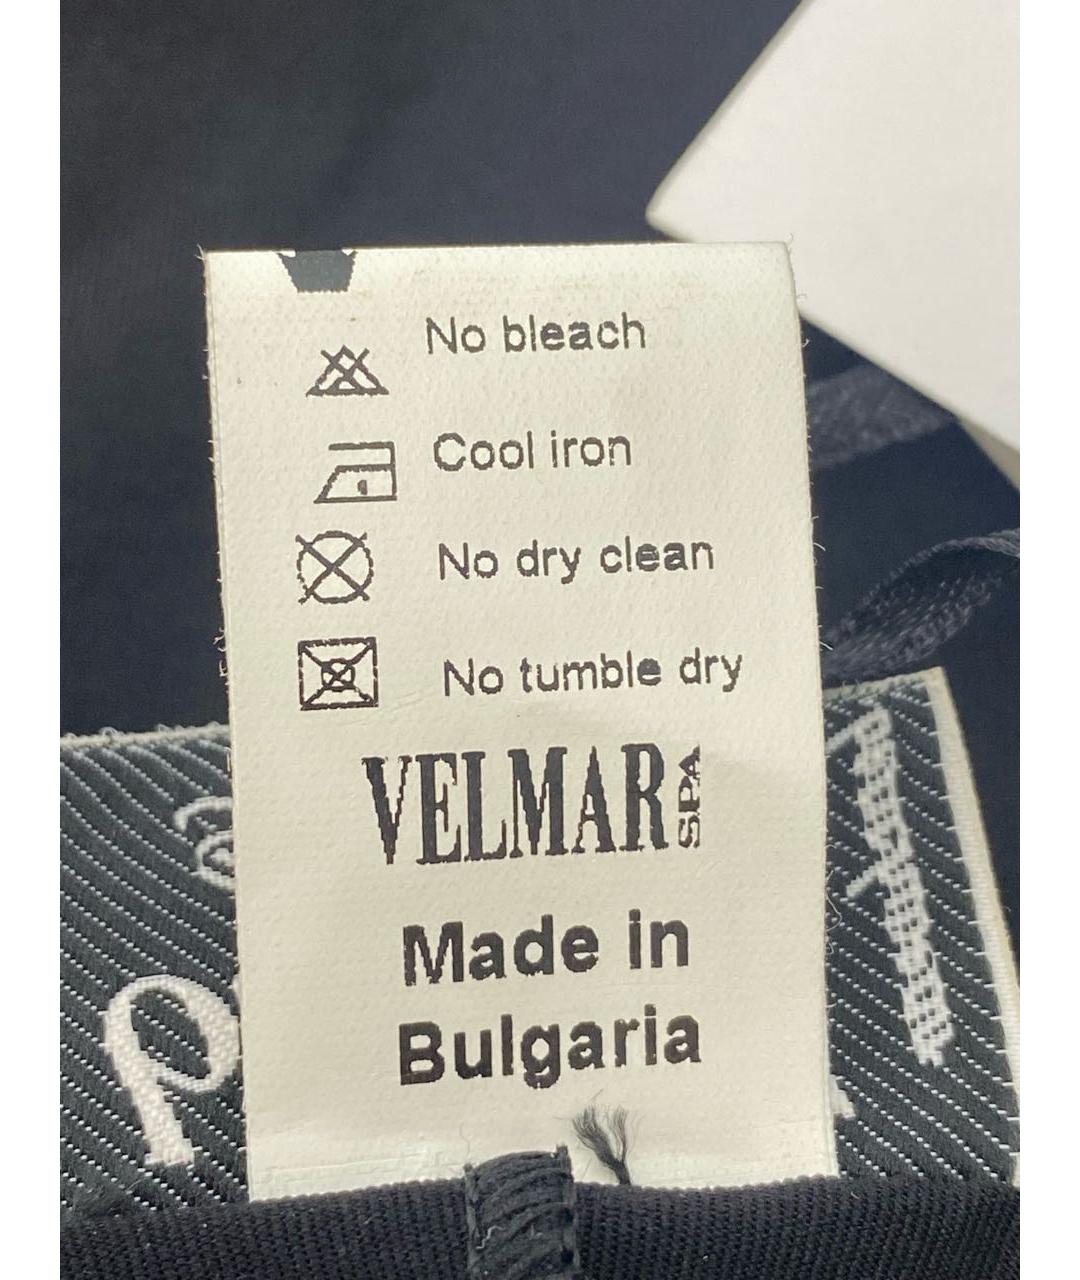 No bleach
Cool iron
No dry clean
No tumble dry
VELMAR SPA
Made in
Bulgaria